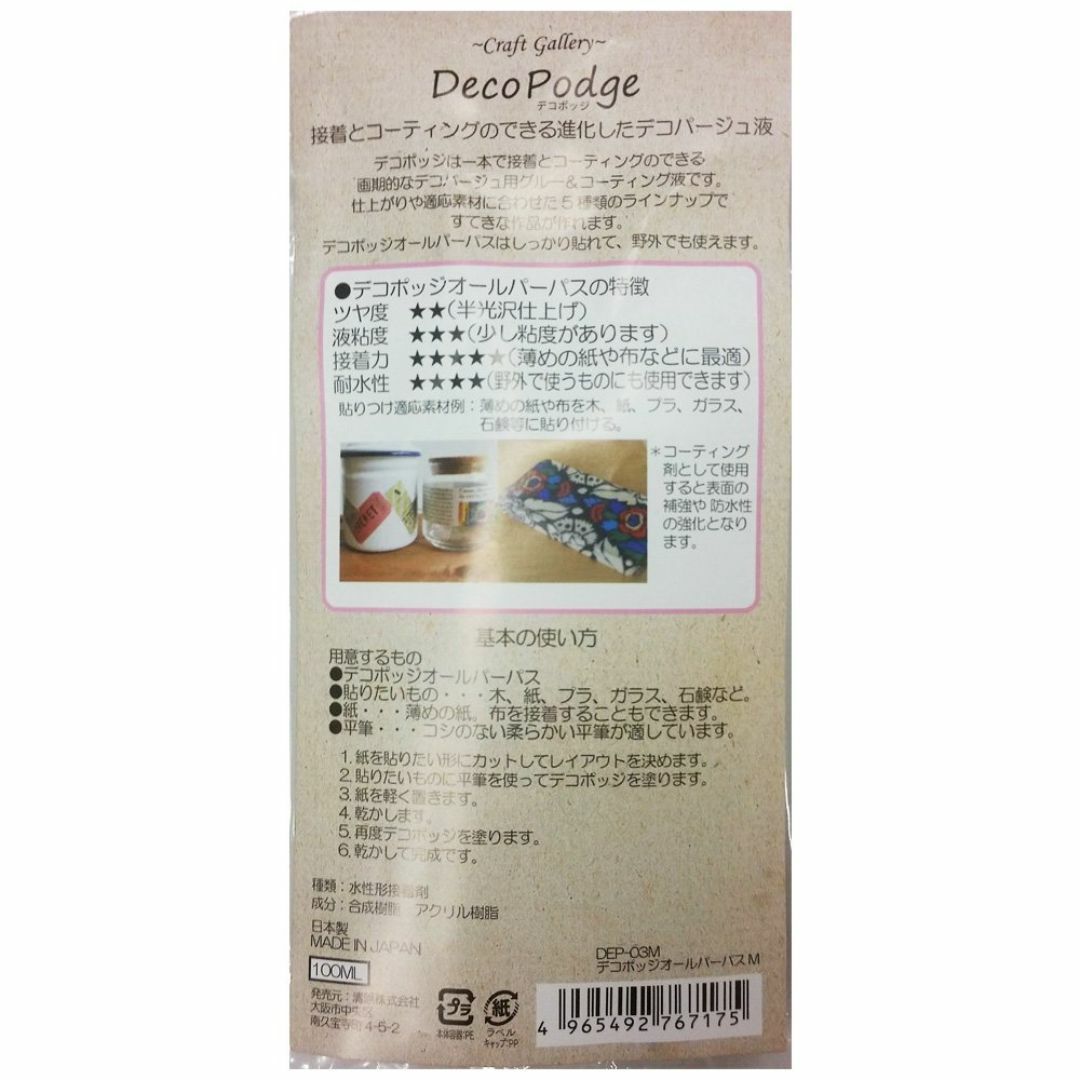 ~Craft Gallery~
DecoPodge
デコポッジ
接着とコーティングのできる進化したデコパージュ液
デコポッジは一本で接着とコーティングのできる
画期的なデコパージュ用グルー&コーティング液です。
仕上がりや適応素材に合わせた5種類のラインナップで
すてきな作品が作れます。
デコポッジオールパーパスはしっかり貼れて、野外でも使えます。
●デコポッジオールパーパスの特徴
ツヤ度 ★★(半光沢仕上げ)
液粘度 ★★★(少し粘度があります)
接着力 ★★★★★(薄めの紙や布などに最適)
耐水性 ★★★★(野外で使うものにも使用できます)
貼りつけ適応素材例：薄めの紙や布を木、紙、プラ、ガラス、
石鹸等に貼り付ける。
*コーティング
剤として使用
すると表面の
補強や 防水性
の強化となり
ます。
基本の使い方
用意するもの
●デコポッジオールパーパス
●貼りたいもの・・・木、紙、プラ、ガラス、石鹸など。
●紙・・・薄めの紙。布を接着することもできます。
●平筆・・・コシのない柔らかい平筆が適しています。
1.紙を貼りたい形にカットしてレイアウトを決めます。
2.貼りたいものに平筆を使ってデコポッジを塗ります。
3.紙を軽く置きます。
4.乾かします。
5.再度デコポッジを塗ります。
6.乾かして完成です。
種類：水性形接着剤
成分：合成樹脂 アクリル樹脂
日本製
MADE IN JAPAN
100ML
発売元：清原株式会社
大阪市中央区
南久宝寺町 4-5-2
プラ
本体容器:PE
紙
ラベル
キャップ:PP
DEP-03M
デコポッジオールパーパス M
4 965492 767175